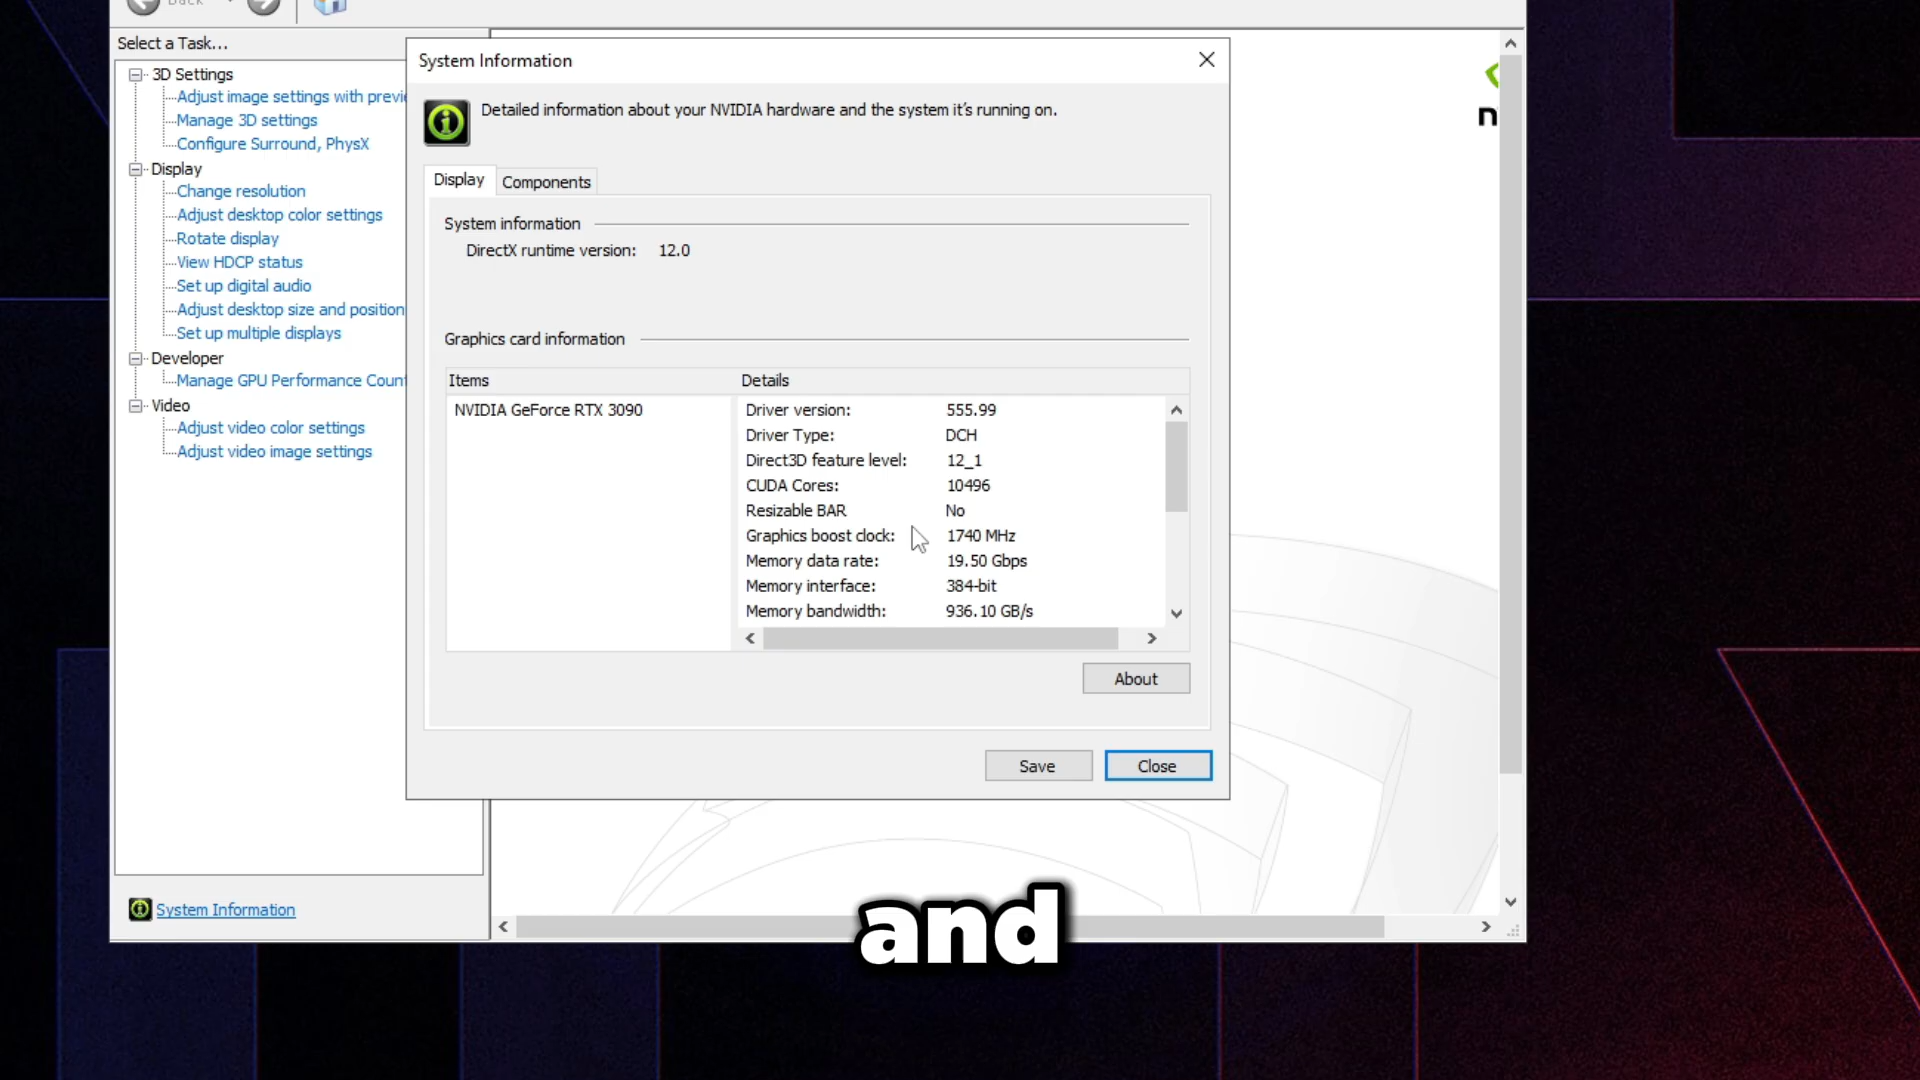 Back
Select a Task...
3D Settings
Adjust image settings with previe
Manage 3D settings
Configure Surround, PhysX
Display
Change resolution
Adjust desktop color settings
Rotate display
View HDCP status
Set up digital audio
Adjust desktop size and position
Set up multiple displays
Developer
Manage GPU Performance Coun
Video
Adjust video color settings
Adjust video image settings
System Information
System Information
Detailed information about your NVIDIA hardware and the system it's running on.
Display Components
System information
DirectX runtime version: 12.0
Graphics card information
Items Details
NVIDIA GeForce RTX 3090
Driver version: 555.99
Driver Type: DCH
Direct3D feature level: 12_1
CUDA Cores: 10496
Resizable BAR No
Graphics boost clock: 1740 MHz
Memory data rate: 19.50 Gbps
Memory interface: 384-bit
Memory bandwidth: 936.10 GB/s
About
Save Close
n
and